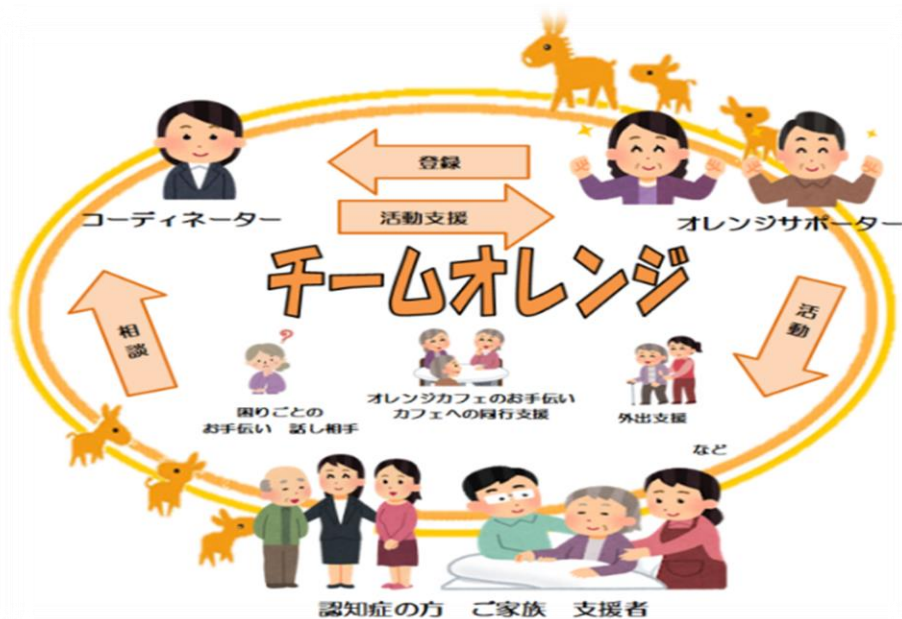 登録
コーディネーター
オレンジサポーター
活動支援
チームオレンジ
相談
活動
困りごとの
お手伝い 話し相手
オレンジカフェのお手伝い
カフェへの同行支援
外出支援
など
認知症の方 ご家族 支援者